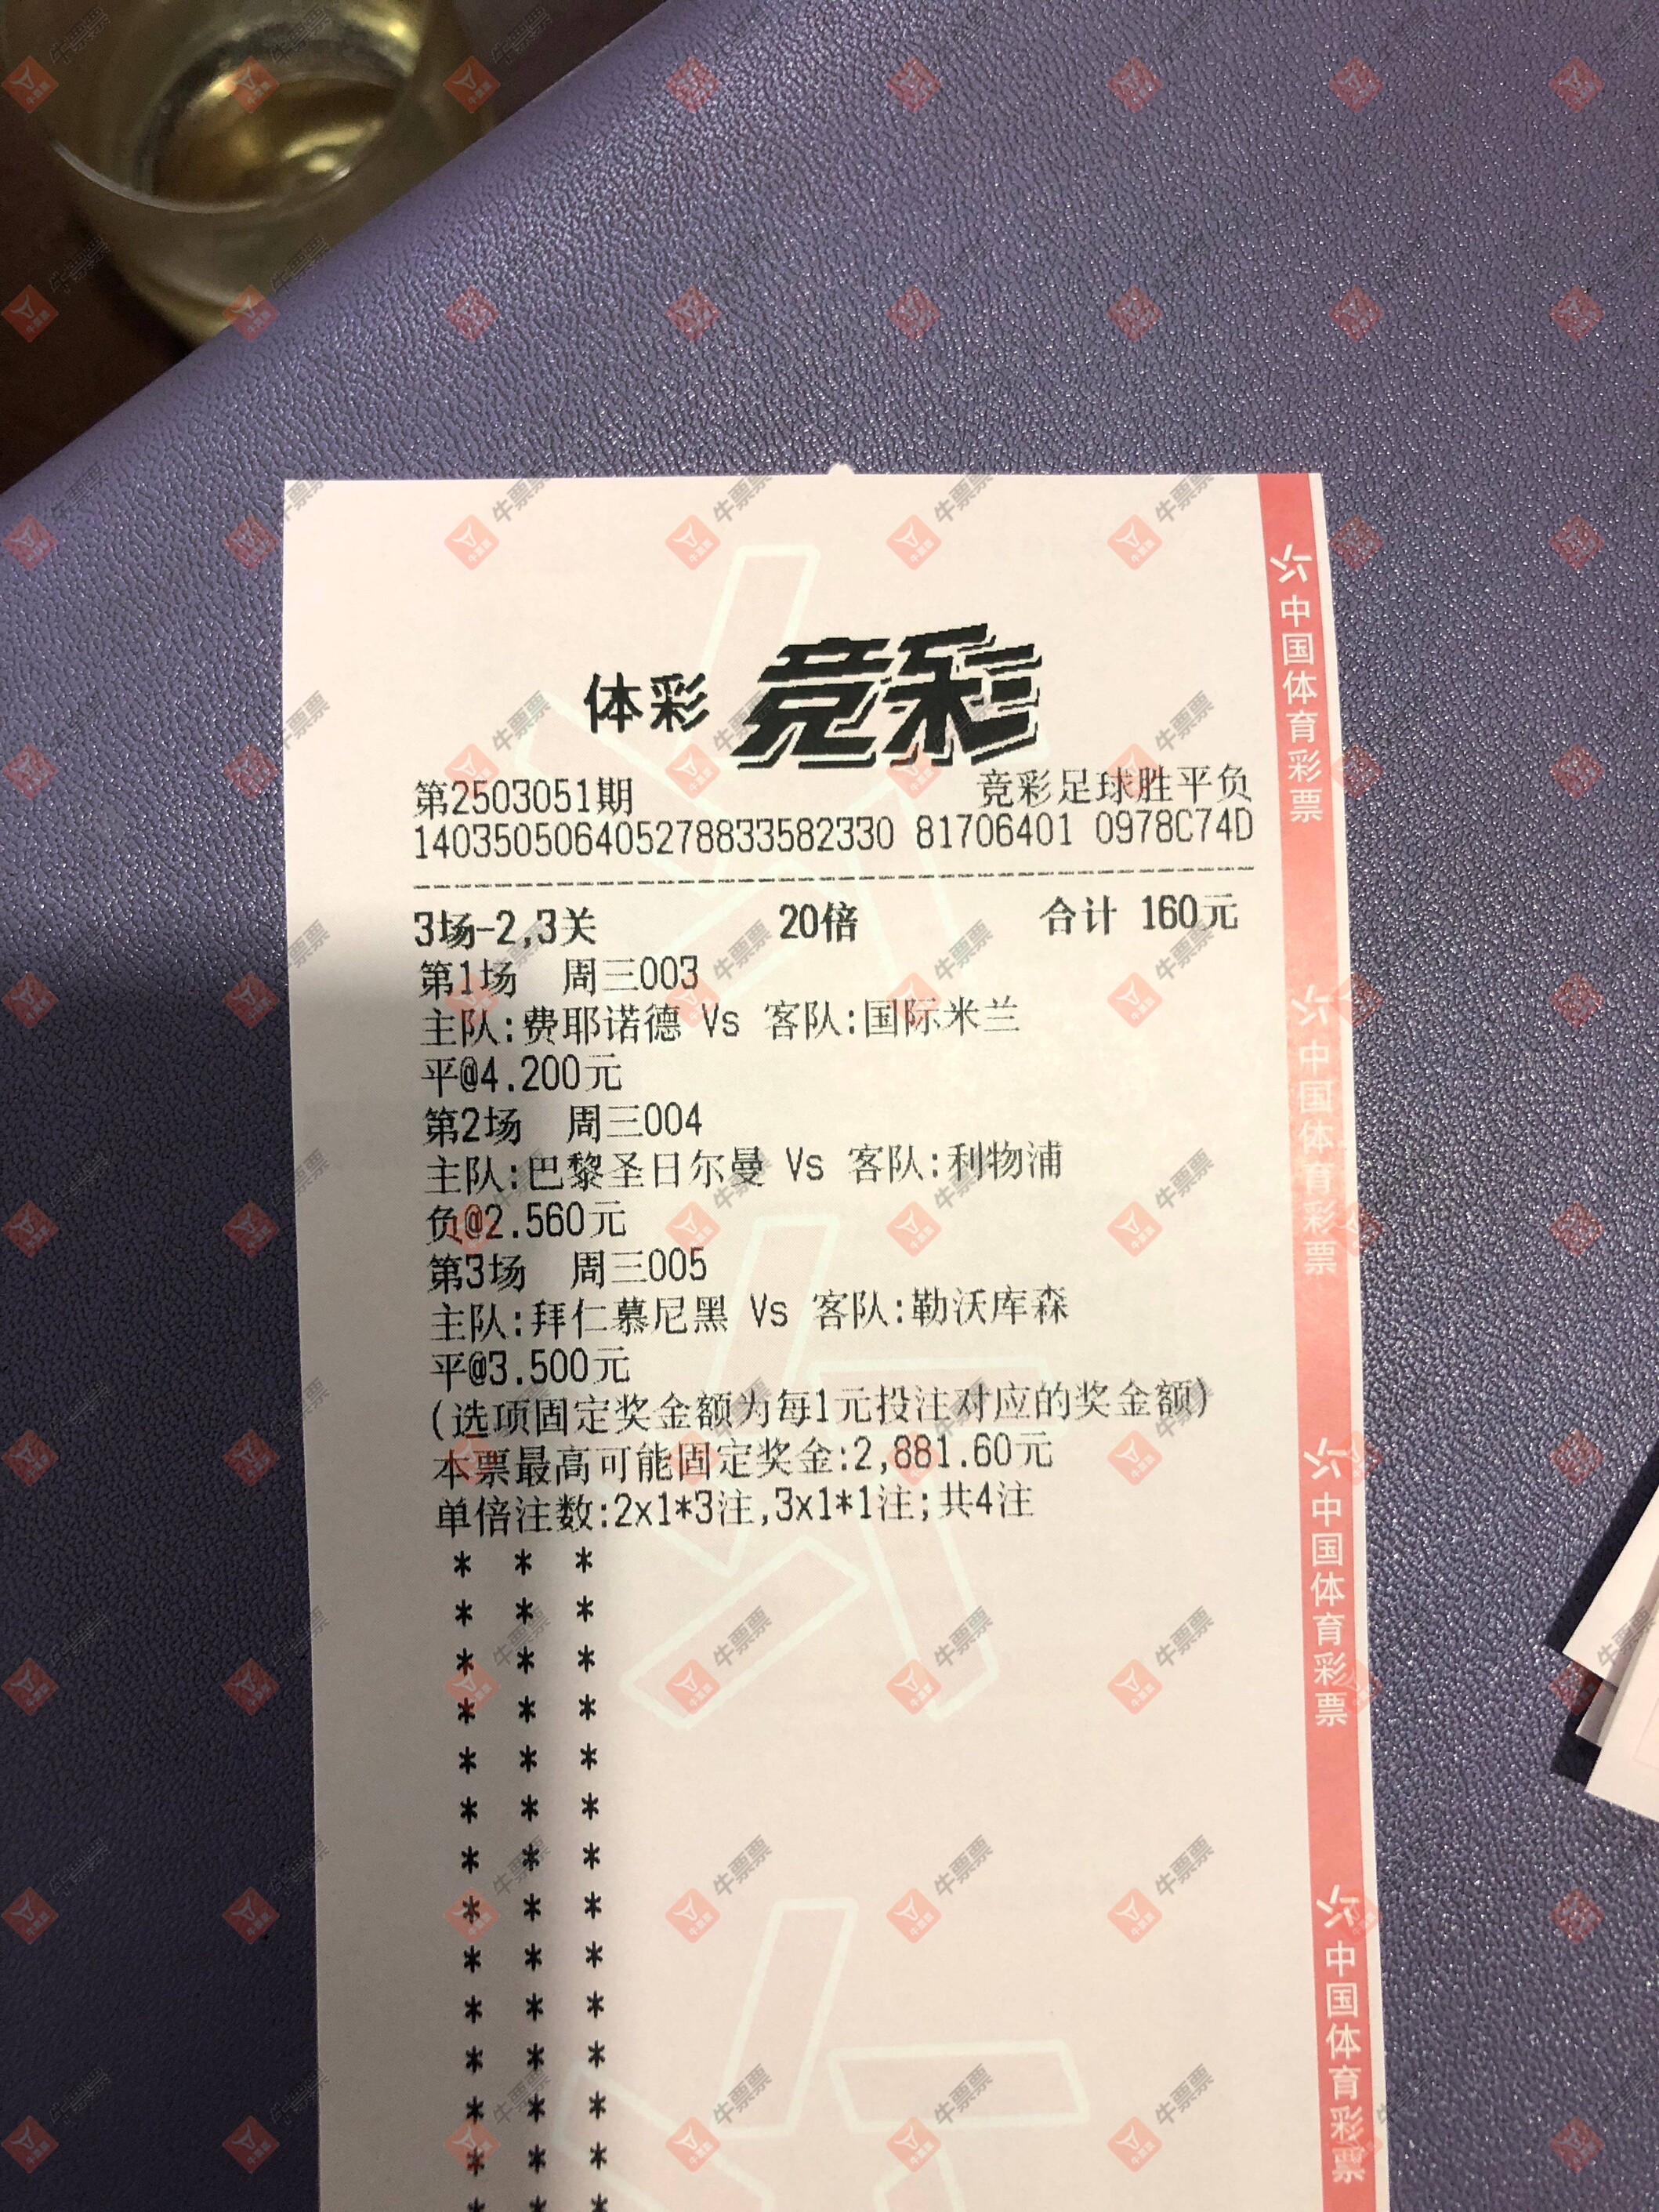 体彩 竞彩
第2503051期 竞彩足球胜平负
140350506405278833582330 81706401 0978C74D
3场-2,3关 20倍 合计 160元
第1场 周三003
主队:费耶诺德 Vs 客队:国际米兰
平@4.200元
第2场 周三004
主队:巴黎圣日尔曼 Vs 客队:利物浦
负@2.560元
第3场 周三005
主队:拜仁慕尼黑 Vs 客队:勒沃库森
平@3.500元
(选项固定奖金额为每1元投注对应的奖金额)
本票最高可能固定奖金:2,881.60元
单倍注数:2x1*3注,3x1*1注;共4注
* * *
* * *
* * *
* * *
* * *
* * *
* * *
* * *
* * *
* * *
* * *
* * *
* * *
* * *
中国体育彩票
中国体育彩票
中国体育彩票
中国体育彩票
牛票票